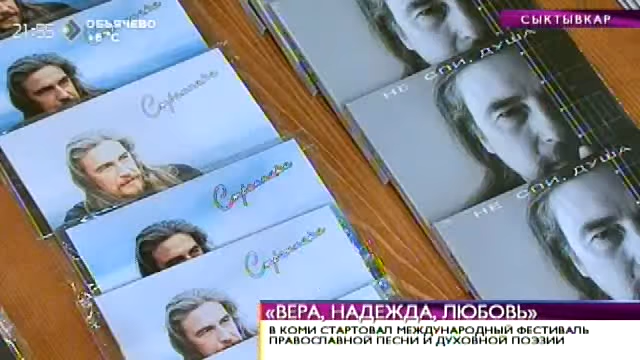 21:55
ОБЪЯЧЕВО
+6°C
СЫКТЫВКАР
НЕ СПИ, ДУША
НЕ СПИ, ДУША
«ВЕРА, НАДЕЖДА, ЛЮБОВЬ»
В КОМИ СТАРТОВАЛ МЕЖДУНАРОДНЫЙ ФЕСТИВАЛЬ
ПРАВОСЛАВНОЙ ПЕСНИ И ДУХОВНОЙ ПОЭЗИИ